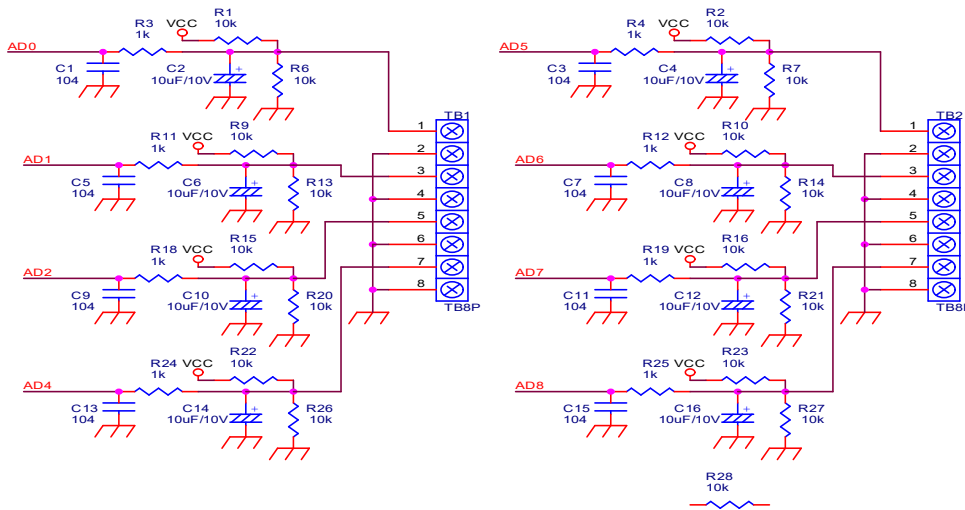 R1
10k
R3
1k
VCC
AD0
C1
104
C2
10uF/10V
+
R6
10k
R2
10k
R4
1k
VCC
AD5
C3
104
C4
10uF/10V
+
R7
10k
TB1
1
2
3
4
5
6
7
8
TB8P
TB2
1
2
3
4
5
6
7
8
TB8P
R9
10k
R11
1k
VCC
AD1
C5
104
C6
10uF/10V
+
R13
10k
R10
10k
R12
1k
VCC
AD6
C7
104
C8
10uF/10V
+
R14
10k
R15
10k
R18
1k
VCC
AD2
C9
104
C10
10uF/10V
+
R20
10k
R16
10k
R19
1k
VCC
AD7
C11
104
C12
10uF/10V
+
R21
10k
R22
10k
R24
1k
VCC
AD4
C13
104
C14
10uF/10V
+
R26
10k
R23
10k
R25
1k
VCC
AD8
C15
104
C16
10uF/10V
+
R27
10k
R28
10k